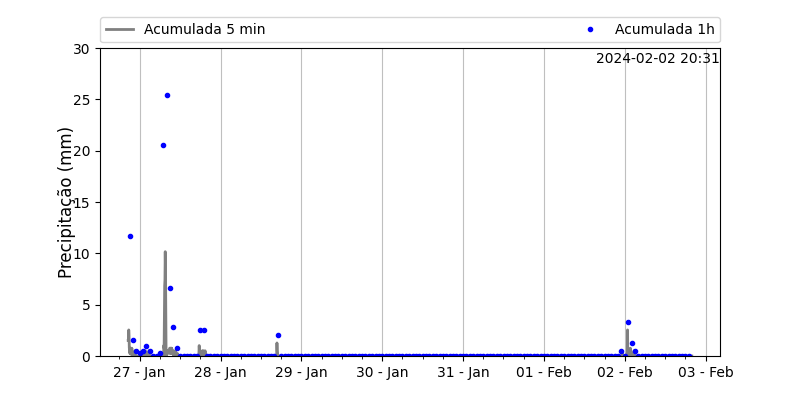 Acumulada 5 min
Acumulada 1h
2024-02-02 20:31
Precipitação (mm)
30
25
20
15
10
5
0
27 - Jan
28 - Jan
29 - Jan
30 - Jan
31 - Jan
01 - Feb
02 - Feb
03 - Feb